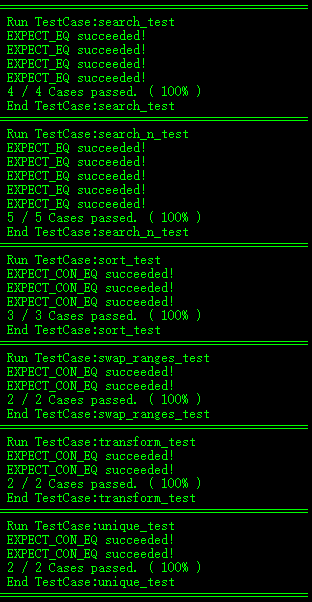 Run TestCase:search_test
EXPECT_EQ succeeded!
EXPECT_EQ succeeded!
EXPECT_EQ succeeded!
EXPECT_EQ succeeded!
4 / 4 Cases passed. ( 100% )
End TestCase:search_test
Run TestCase:search_n_test
EXPECT_EQ succeeded!
EXPECT_EQ succeeded!
EXPECT_EQ succeeded!
EXPECT_EQ succeeded!
EXPECT_EQ succeeded!
5 / 5 Cases passed. ( 100% )
End TestCase:search_n_test
Run TestCase:sort_test
EXPECT_CON_EQ succeeded!
EXPECT_CON_EQ succeeded!
EXPECT_CON_EQ succeeded!
3 / 3 Cases passed. ( 100% )
End TestCase:sort_test
Run TestCase:swap_ranges_test
EXPECT_CON_EQ succeeded!
EXPECT_CON_EQ succeeded!
2 / 2 Cases passed. ( 100% )
End TestCase:swap_ranges_test
Run TestCase:transform_test
EXPECT_CON_EQ succeeded!
EXPECT_CON_EQ succeeded!
2 / 2 Cases passed. ( 100% )
End TestCase:transform_test
Run TestCase:unique_test
EXPECT_CON_EQ succeeded!
EXPECT_CON_EQ succeeded!
2 / 2 Cases passed. ( 100% )
End TestCase:unique_test